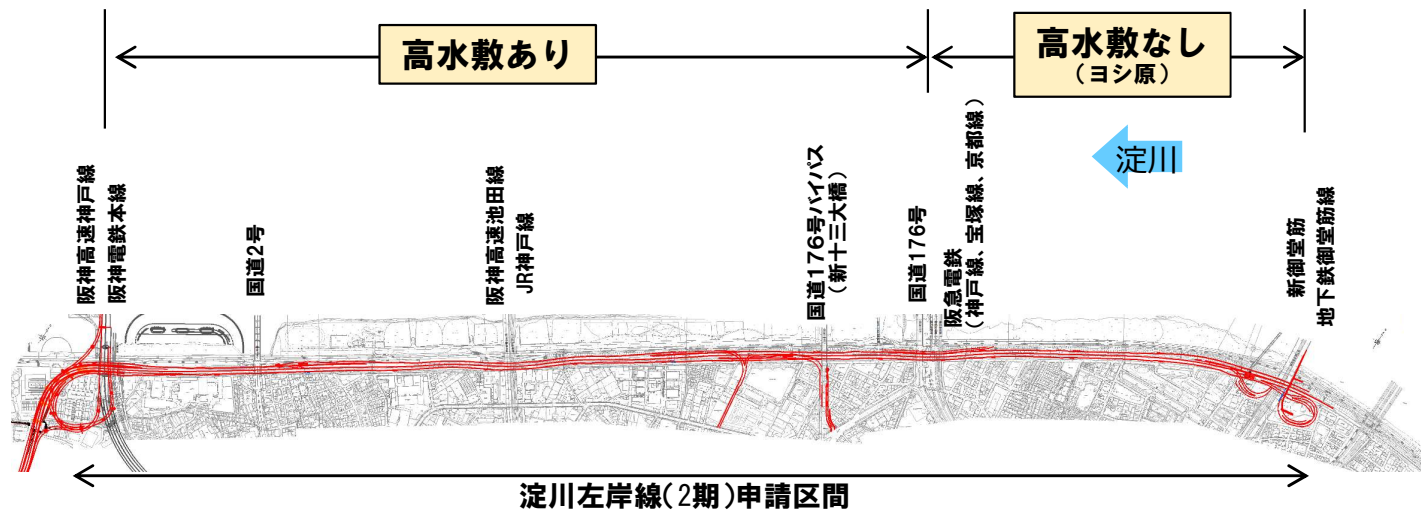 高水敷あり
高水敷なし
（ヨシ原）
淀川
阪神高速神戸線
阪神電鉄本線
国道2号
阪神高速池田線
JR神戸線
国道176号バイパス
（新十三大橋）
国道176号
阪急電鉄
（神戸線、宝塚線、京都線）
新御堂筋
地下鉄御堂筋線
淀川左岸線（2期）申請区間